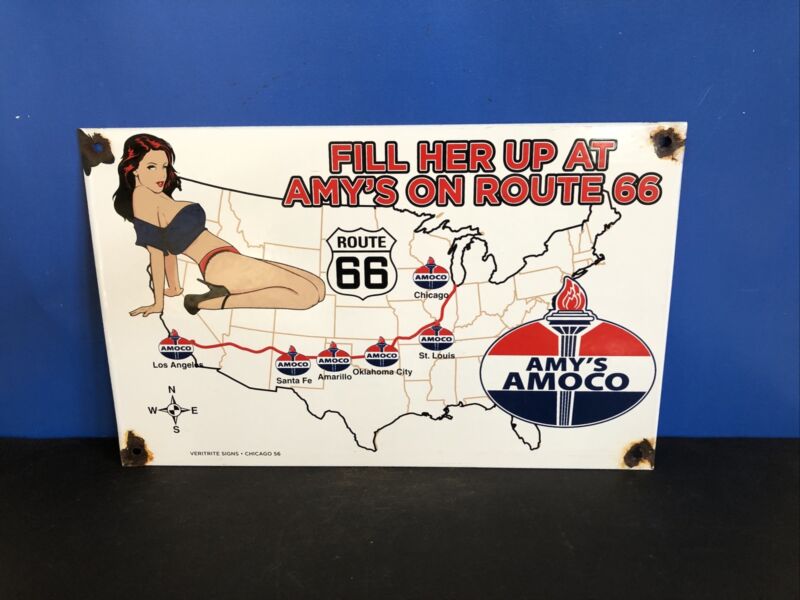 FILL HER UP AT
AMY'S ON ROUTE 66
ROUTE
66
AMOCO
Chicago
AMOCO
St. Louis
AMOCO
Oklahoma City
AMOCO
Amarillo
AMOCO
Santa Fe
AMOCO
Los Angeles
AMY'S
AMOCO
N
W E
S
VERITRITE SIGNS • CHICAGO 56